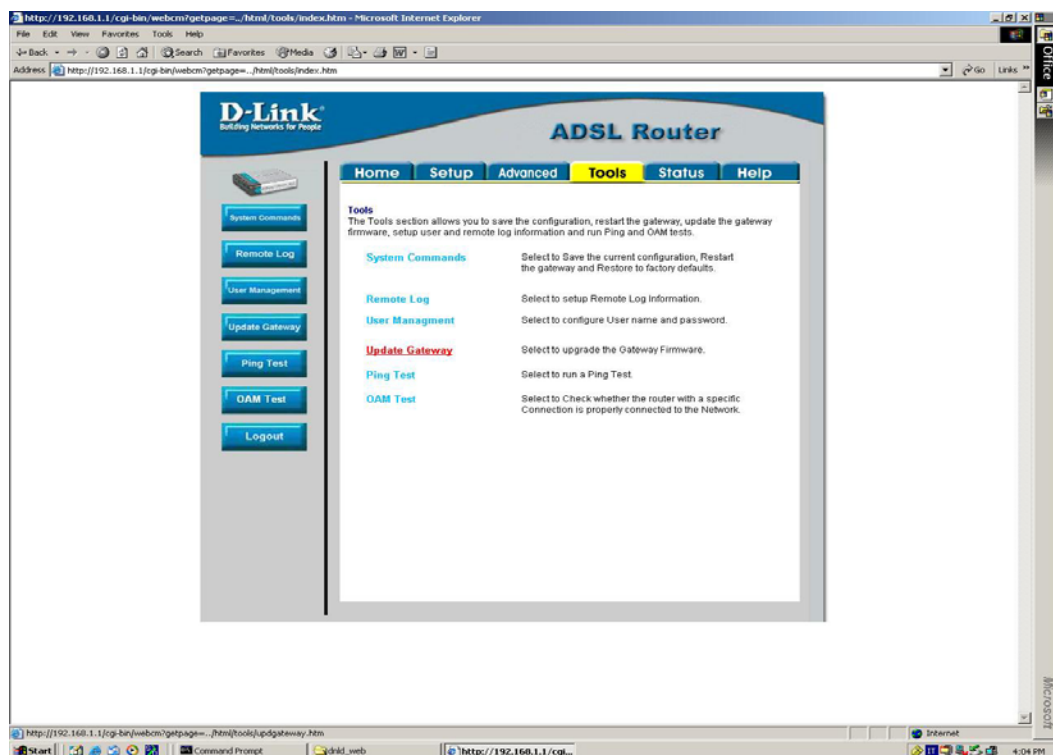 http://192.168.1.1/cgi-bin/webcm?getpage=../html/tools/index.htm - Microsoft Internet Explorer
File Edit View Favorites Tools Help
Back Search Favorites Media
Address http://192.168.1.1/cgi-bin/webcm?getpage=../html/tools/index.htm Go Links »
Office
D-Link
Building Networks for People
ADSL Router
Home Setup Advanced Tools Status Help
System Commands
Remote Log
User Management
Update Gateway
Ping Test
OAM Test
Logout
Tools
The Tools section allows you to save the configuration, restart the gateway, update the gateway
firmware, setup user and remote log information and run Ping and OAM tests.
System Commands Select to Save the current configuration, Restart
the gateway and Restore to factory defaults.
Remote Log Select to setup Remote Log Information.
User Managment Select to configure User name and password.
Update Gateway Select to upgrade the Gateway Firmware.
Ping Test Select to run a Ping Test.
OAM Test Select to Check whether the router with a specific
Connection is properly connected to the Network.
Microsoft
http://192.168.1.1/cgi-bin/webcm?getpage=../html/tools/updgateway.htm Internet
Start Command Prompt dnld_web http://192.168.1.1/cgi... 4:04 PM